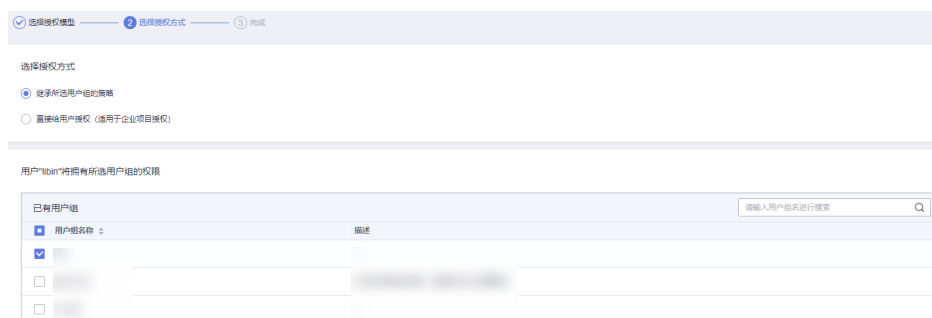 选择授权模型 2 选择授权方式 3 完成
选择授权方式
继承所选用户组的策略
直接给用户授权（适用于企业项目授权）
用户"libin"将拥有所选用户组的权限
已有用户组 请输入用户组名进行搜索
用户组名称 描述